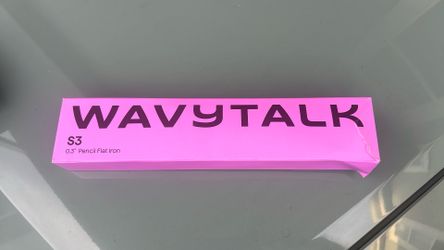 WAVYTALK
S3
0.3" Pencil Flat Iron